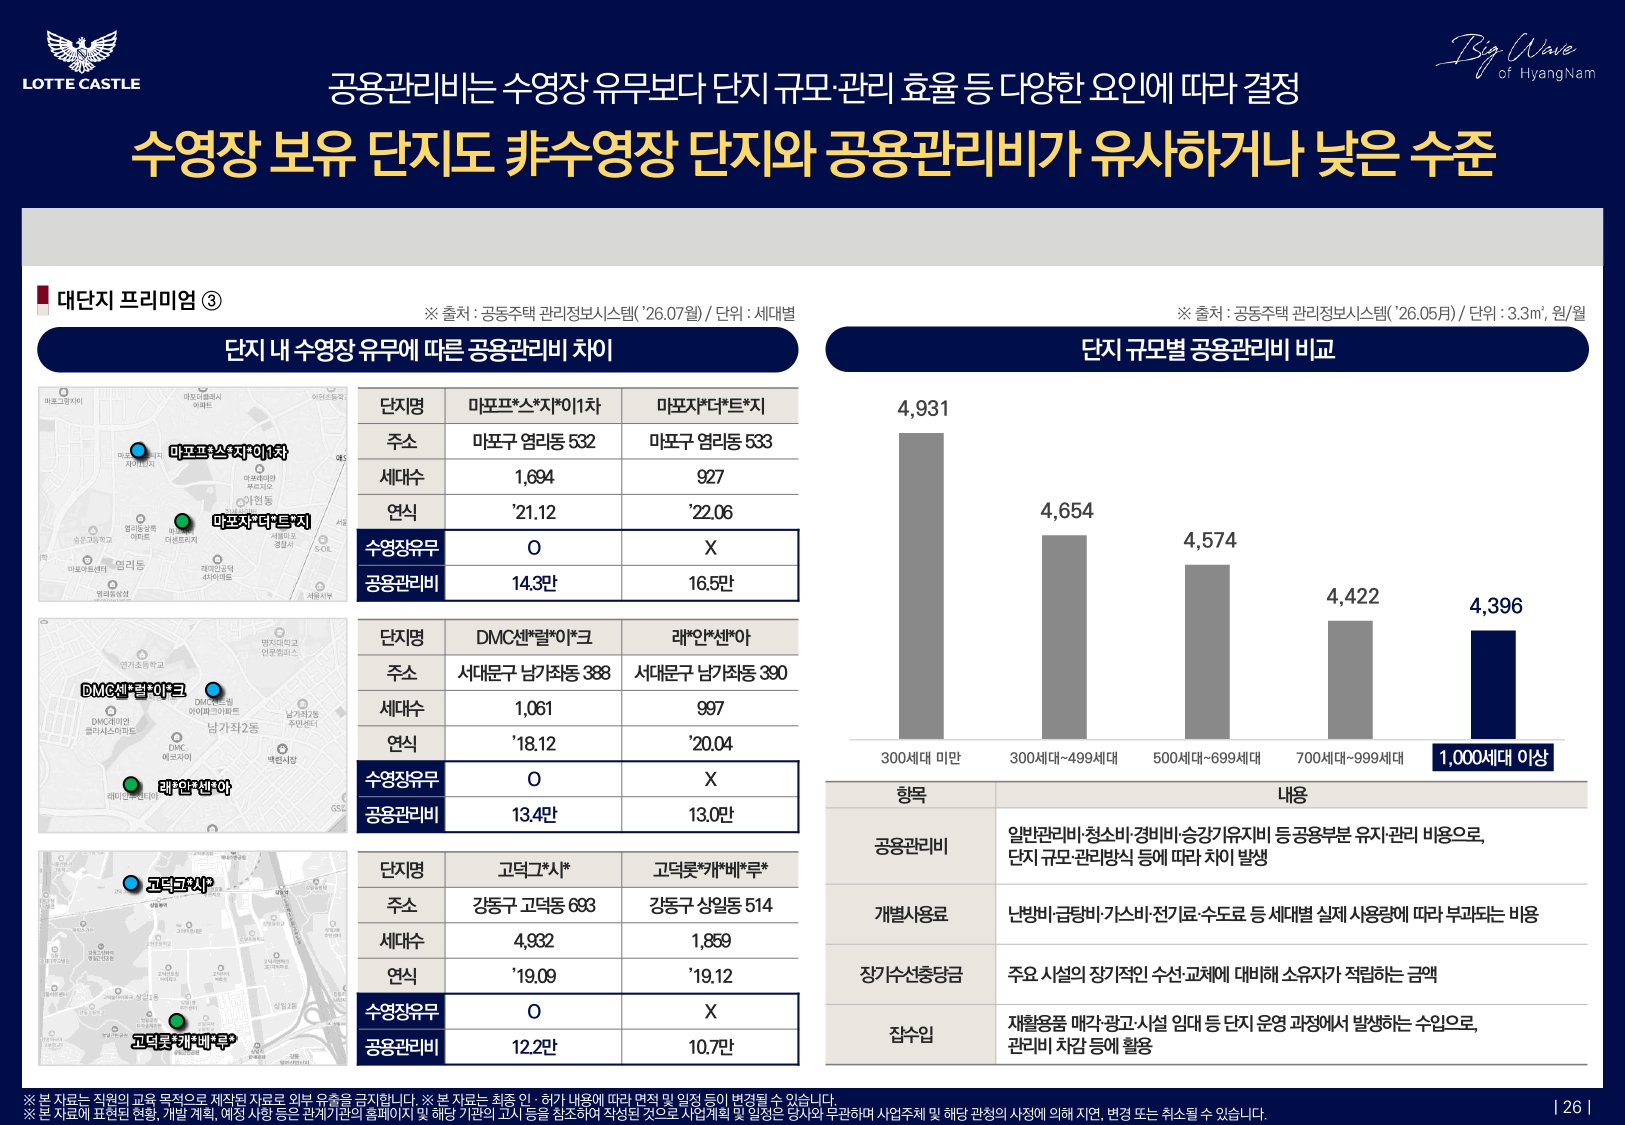 LOTTE CASTLE
Big Wave
of HyangNam
공용관리비는 수영장 유무보다 단지 규모·관리 효율 등 다양한 요인에 따라 결정
수영장 보유 단지도 非수영장 단지와 공용관리비가 유사하거나 낮은 수준
대단지 프리미엄 ③
※ 출처 : 공동주택 관리정보시스템( ’26.07월) / 단위 : 세대별
단지 내 수영장 유무에 따른 공용관리비 차이
마포프*스*지*이1차
마포자*더*트*지
아현동
염리동
단지명 마포프*스*지*이1차 마포자*더*트*지
주소 마포구 염리동 532 마포구 염리동 533
세대수 1,694 927
연식 ’21.12 ’22.06
수영장유무 O X
공용관리비 14.3만 16.5만
DMC센*럴*이*크
남가좌2동
래*안*센*아
단지명 DMC센*럴*이*크 래*안*센*아
주소 서대문구 남가좌동 388 서대문구 남가좌동 390
세대수 1,061 997
연식 ’18.12 ’20.04
수영장유무 O X
공용관리비 13.4만 13.0만
고덕그*시*
고덕롯*캐*베*루*
단지명 고덕그*시* 고덕롯*캐*베*루*
주소 강동구 고덕동 693 강동구 상일동 514
세대수 4,932 1,859
연식 ’19.09 ’19.12
수영장유무 O X
공용관리비 12.2만 10.7만
※ 출처 : 공동주택 관리정보시스템( ’26.05月) / 단위 : 3.3㎡, 원/월
단지 규모별 공용관리비 비교
4,931
4,654
4,574
4,422
4,396
300세대 미만 300세대~499세대 500세대~699세대 700세대~999세대 1,000세대 이상
항목 내용
공용관리비 일반관리비·청소비·경비비·승강기유지비 등 공용부분 유지·관리 비용으로,
단지 규모·관리방식 등에 따라 차이 발생
개별사용료 난방비·급탕비·가스비·전기료·수도료 등 세대별 실제 사용량에 따라 부과되는 비용
장기수선충당금 주요 시설의 장기적인 수선·교체에 대비해 소유자가 적립하는 금액
잡수입 재활용품 매각·광고·시설 임대 등 단지 운영 과정에서 발생하는 수입으로,
관리비 차감 등에 활용
※ 본 자료는 직원의 교육 목적으로 제작된 자료로 외부 유출을 금지합니다. ※ 본 자료는 최종 인 · 허가 내용에 따라 면적 및 일정 등이 변경될 수 있습니다.
※ 본 자료에 표현된 현황, 개발 계획, 예정 사항 등은 관계기관의 홈페이지 및 해당 기관의 고시 등을 참조하여 작성된 것으로 사업계획 및 일정은 당사와 무관하며 사업주체 및 해당 관청의 사정에 의해 지연, 변경 또는 취소될 수 있습니다.
| 26 |